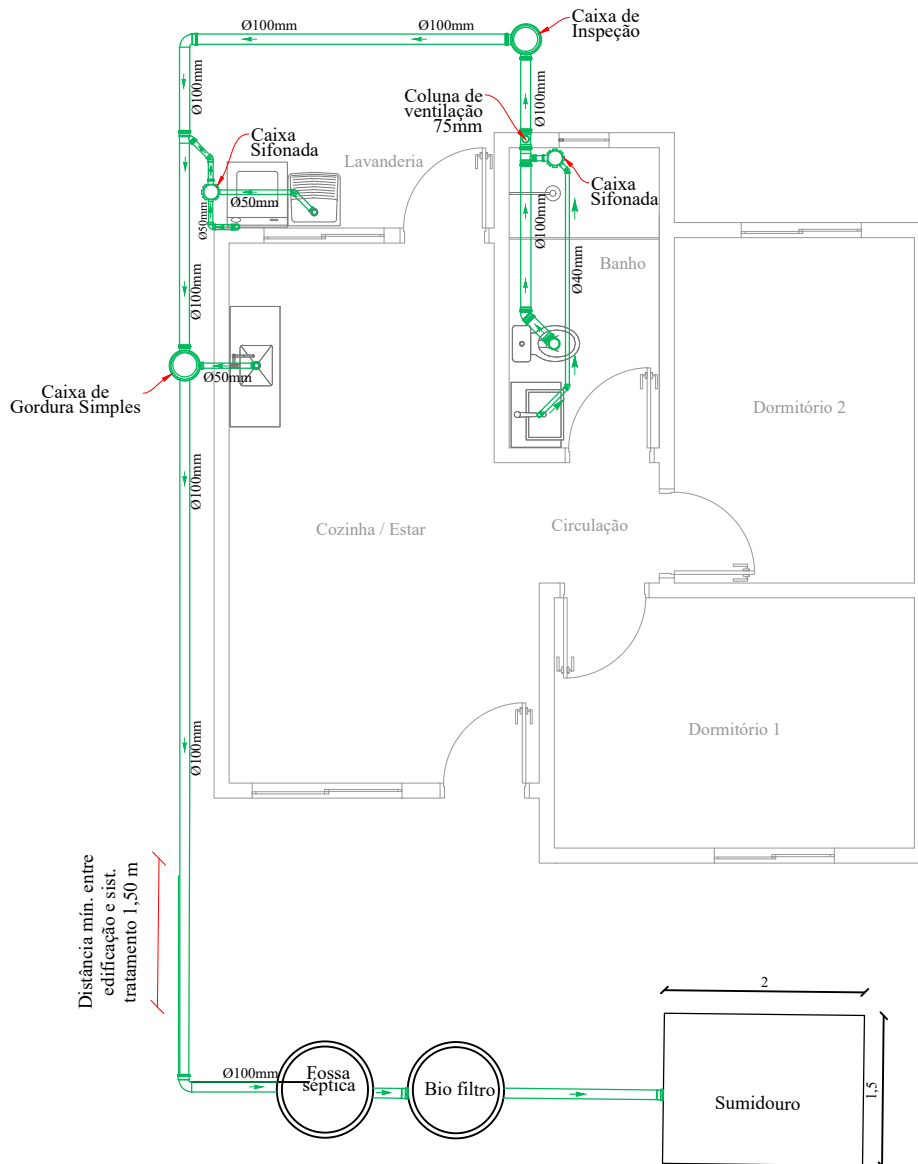 Ø100mm
Ø100mm
Caixa de
Inspeção
Ø100mm
Ø100mm
Coluna de
ventilação
75mm
Caixa
Sifonada
Lavanderia
Caixa
Sifonada
Ø50mm
Ø50mm
Ø100mm
Ø40mm
Banho
Ø100mm
Ø50mm
Caixa de
Gordura Simples
Dormitório 2
Ø100mm
Cozinha / Estar
Circulação
Ø100mm
Dormitório 1
Distância mín. entre
edificação e sist.
tratamento 1,50 m
2
Ø100mm
Fossa
séptica
Bio filtro
Sumidouro
1,5